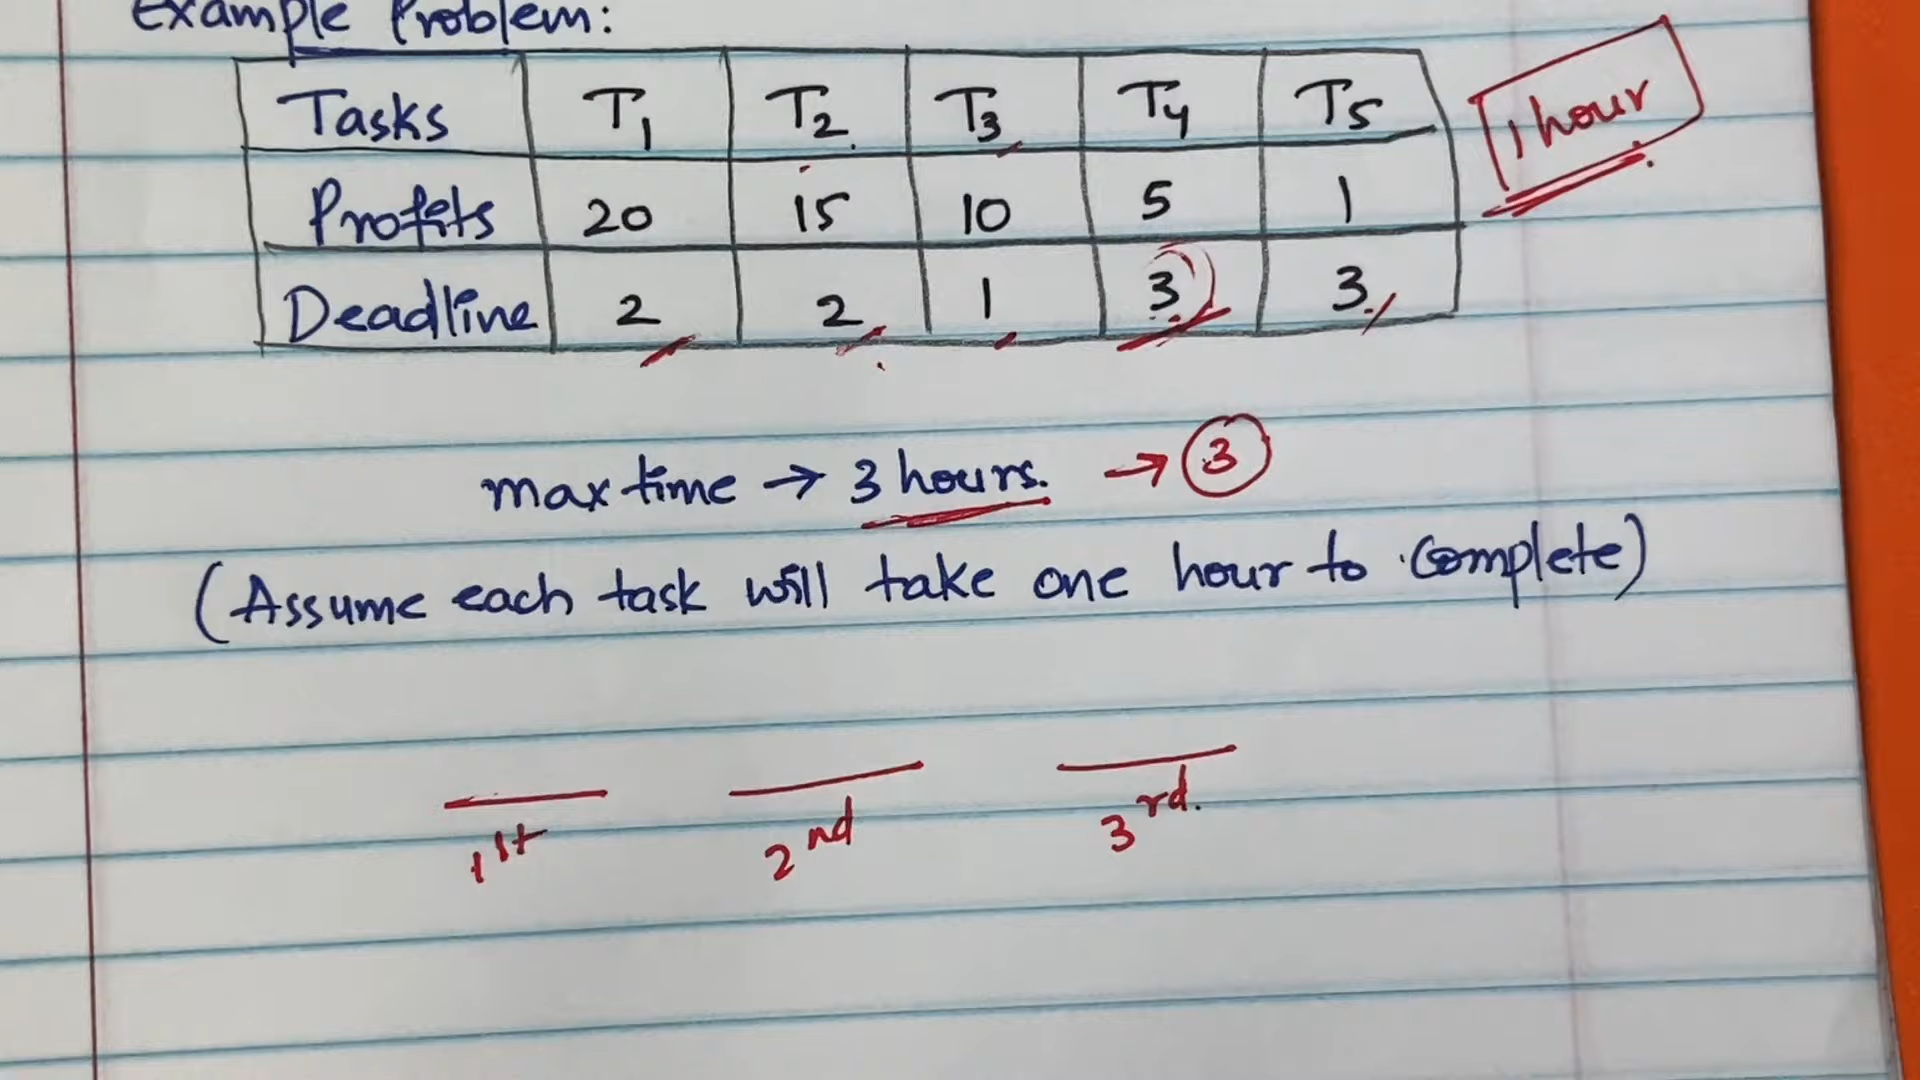 Example Problem:
Tasks T1 T2 T3 T4 T5
1 hour
Profits 20 15 10 5 1
Deadline 2 2 1 3 3
max time → 3 hours. → 3
(Assume each task will take one hour to complete)
1st 2nd 3rd.